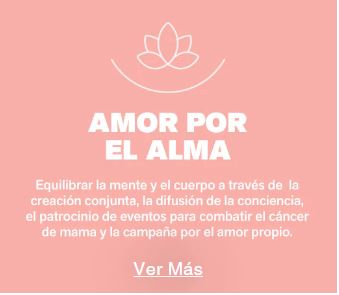 AMOR POR
EL ALMA
Equilibrar la mente y el cuerpo a través de la
creación conjunta, la difusión de la conciencia,
el patrocinio de eventos para combatir el cáncer
de mama y la campaña por el amor propio.
Ver Más